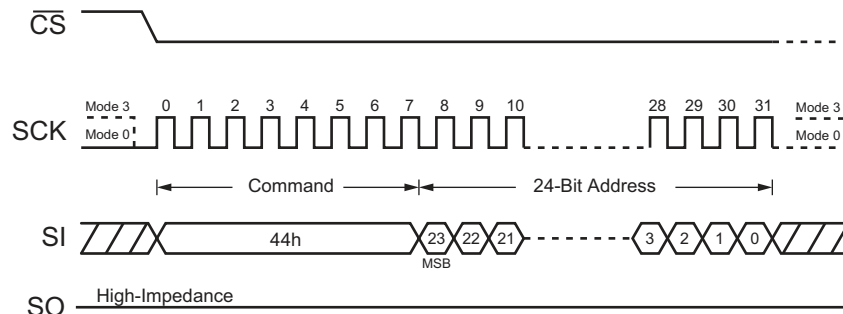 CS
Mode 3
Mode 0
SCK
0 1 2 3 4 5 6 7 8 9 10 28 29 30 31
Mode 3
Mode 0
Command
24-Bit Address
SI
44h
23 22 21 3 2 1 0
MSB
SO
High-Impedance